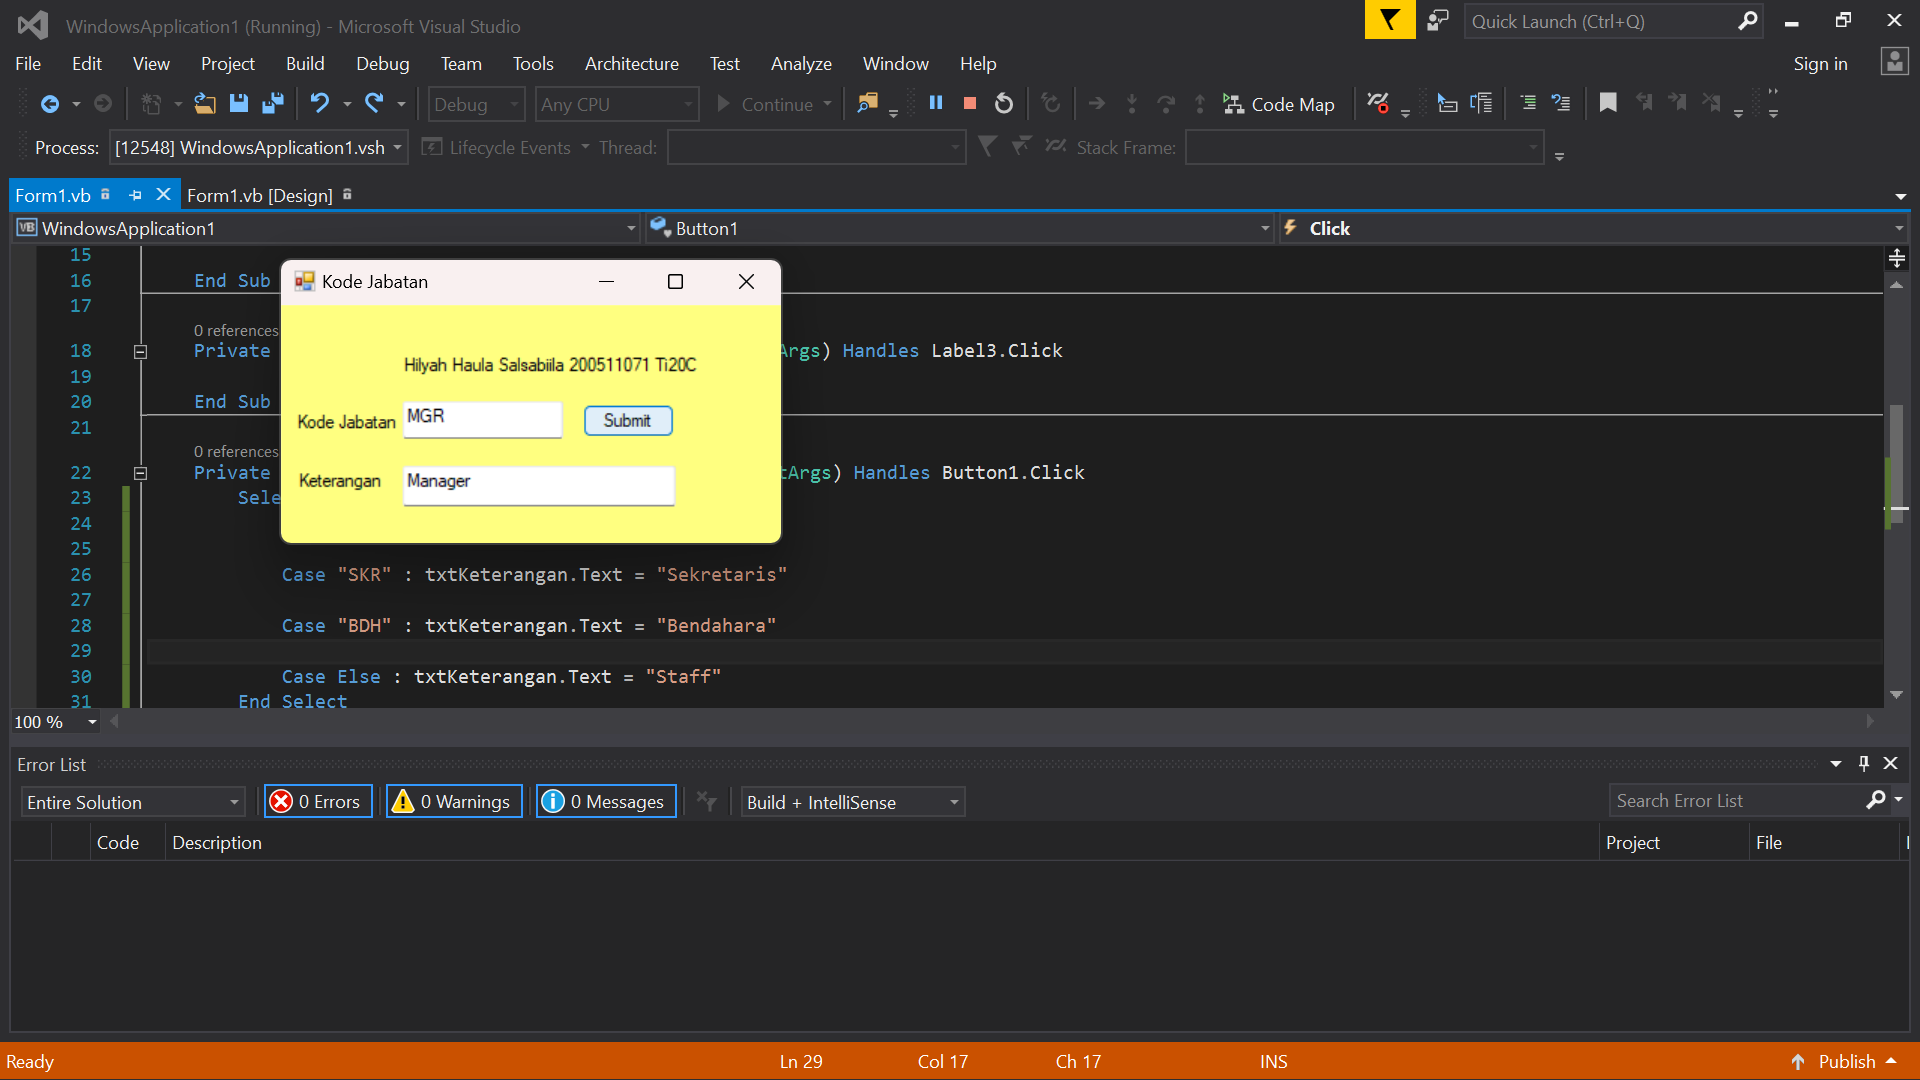 WindowsApplication1 (Running) - Microsoft Visual Studio
Quick Launch (Ctrl+Q)
File Edit View Project Build Debug Team Tools Architecture Test Analyze Window Help
Sign in
Debug Any CPU Continue Code Map
Process: [12548] WindowsApplication1.vsh Lifecycle Events Thread: Stack Frame:
Form1.vb Form1.vb [Design]
VB WindowsApplication1 Button1 Click
15
16 End Sub
17
0 references
18 Private Args) Handles Label3.Click
19
20 End Sub
21
0 references
22 Private tArgs) Handles Button1.Click
23 Sele
24
25
26 Case "SKR" : txtKeterangan.Text = "Sekretaris"
27
28 Case "BDH" : txtKeterangan.Text = "Bendahara"
29
30 Case Else : txtKeterangan.Text = "Staff"
31 End Select
Kode Jabatan
Hilyah Haula Salsabiila 200511071 Ti20C
Kode Jabatan MGR Submit
Keterangan Manager
100 %
Error List
Entire Solution 0 Errors 0 Warnings 0 Messages Build + IntelliSense Search Error List
Code Description Project File
Ready Ln 29 Col 17 Ch 17 INS Publish